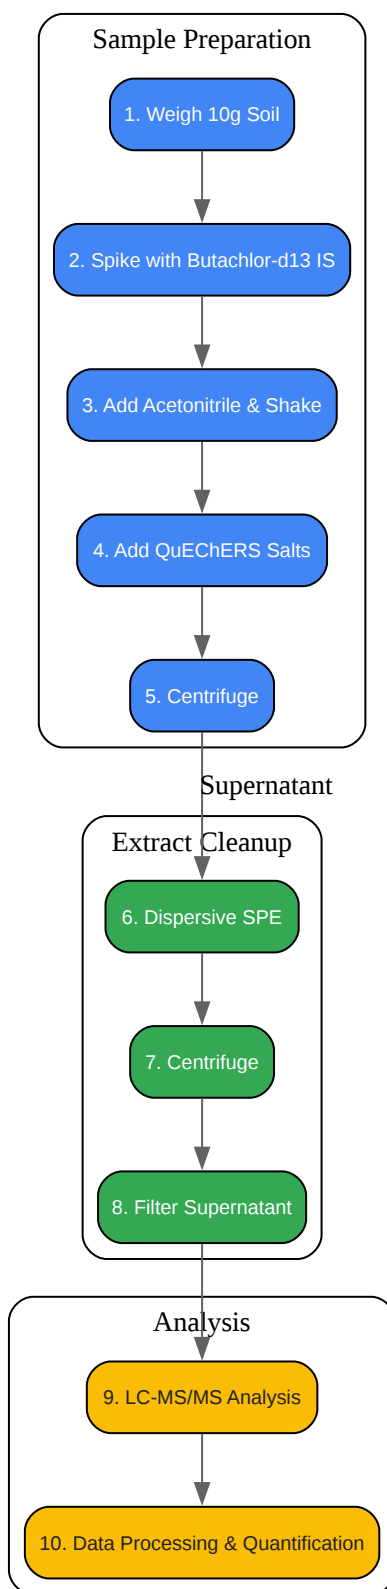 Sample Preparation
1. Weigh 10g Soil
2. Spike with Butachlor-d13 IS
3. Add Acetonitrile & Shake
4. Add QuEChERS Salts
5. Centrifuge
Supernatant
Extract Cleanup
6. Dispersive SPE
7. Centrifuge
8. Filter Supernatant
Analysis
9. LC-MS/MS Analysis
10. Data Processing & Quantification